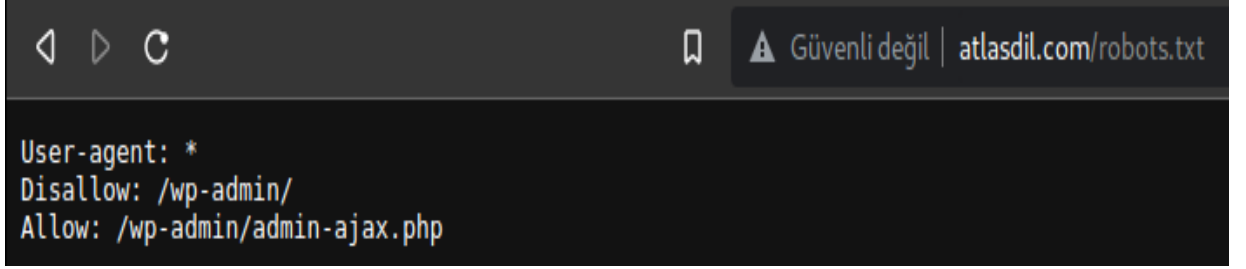 Güvenli değil | atlasdil.com/robots.txt
User-agent: *
Disallow: /wp-admin/
Allow: /wp-admin/admin-ajax.php